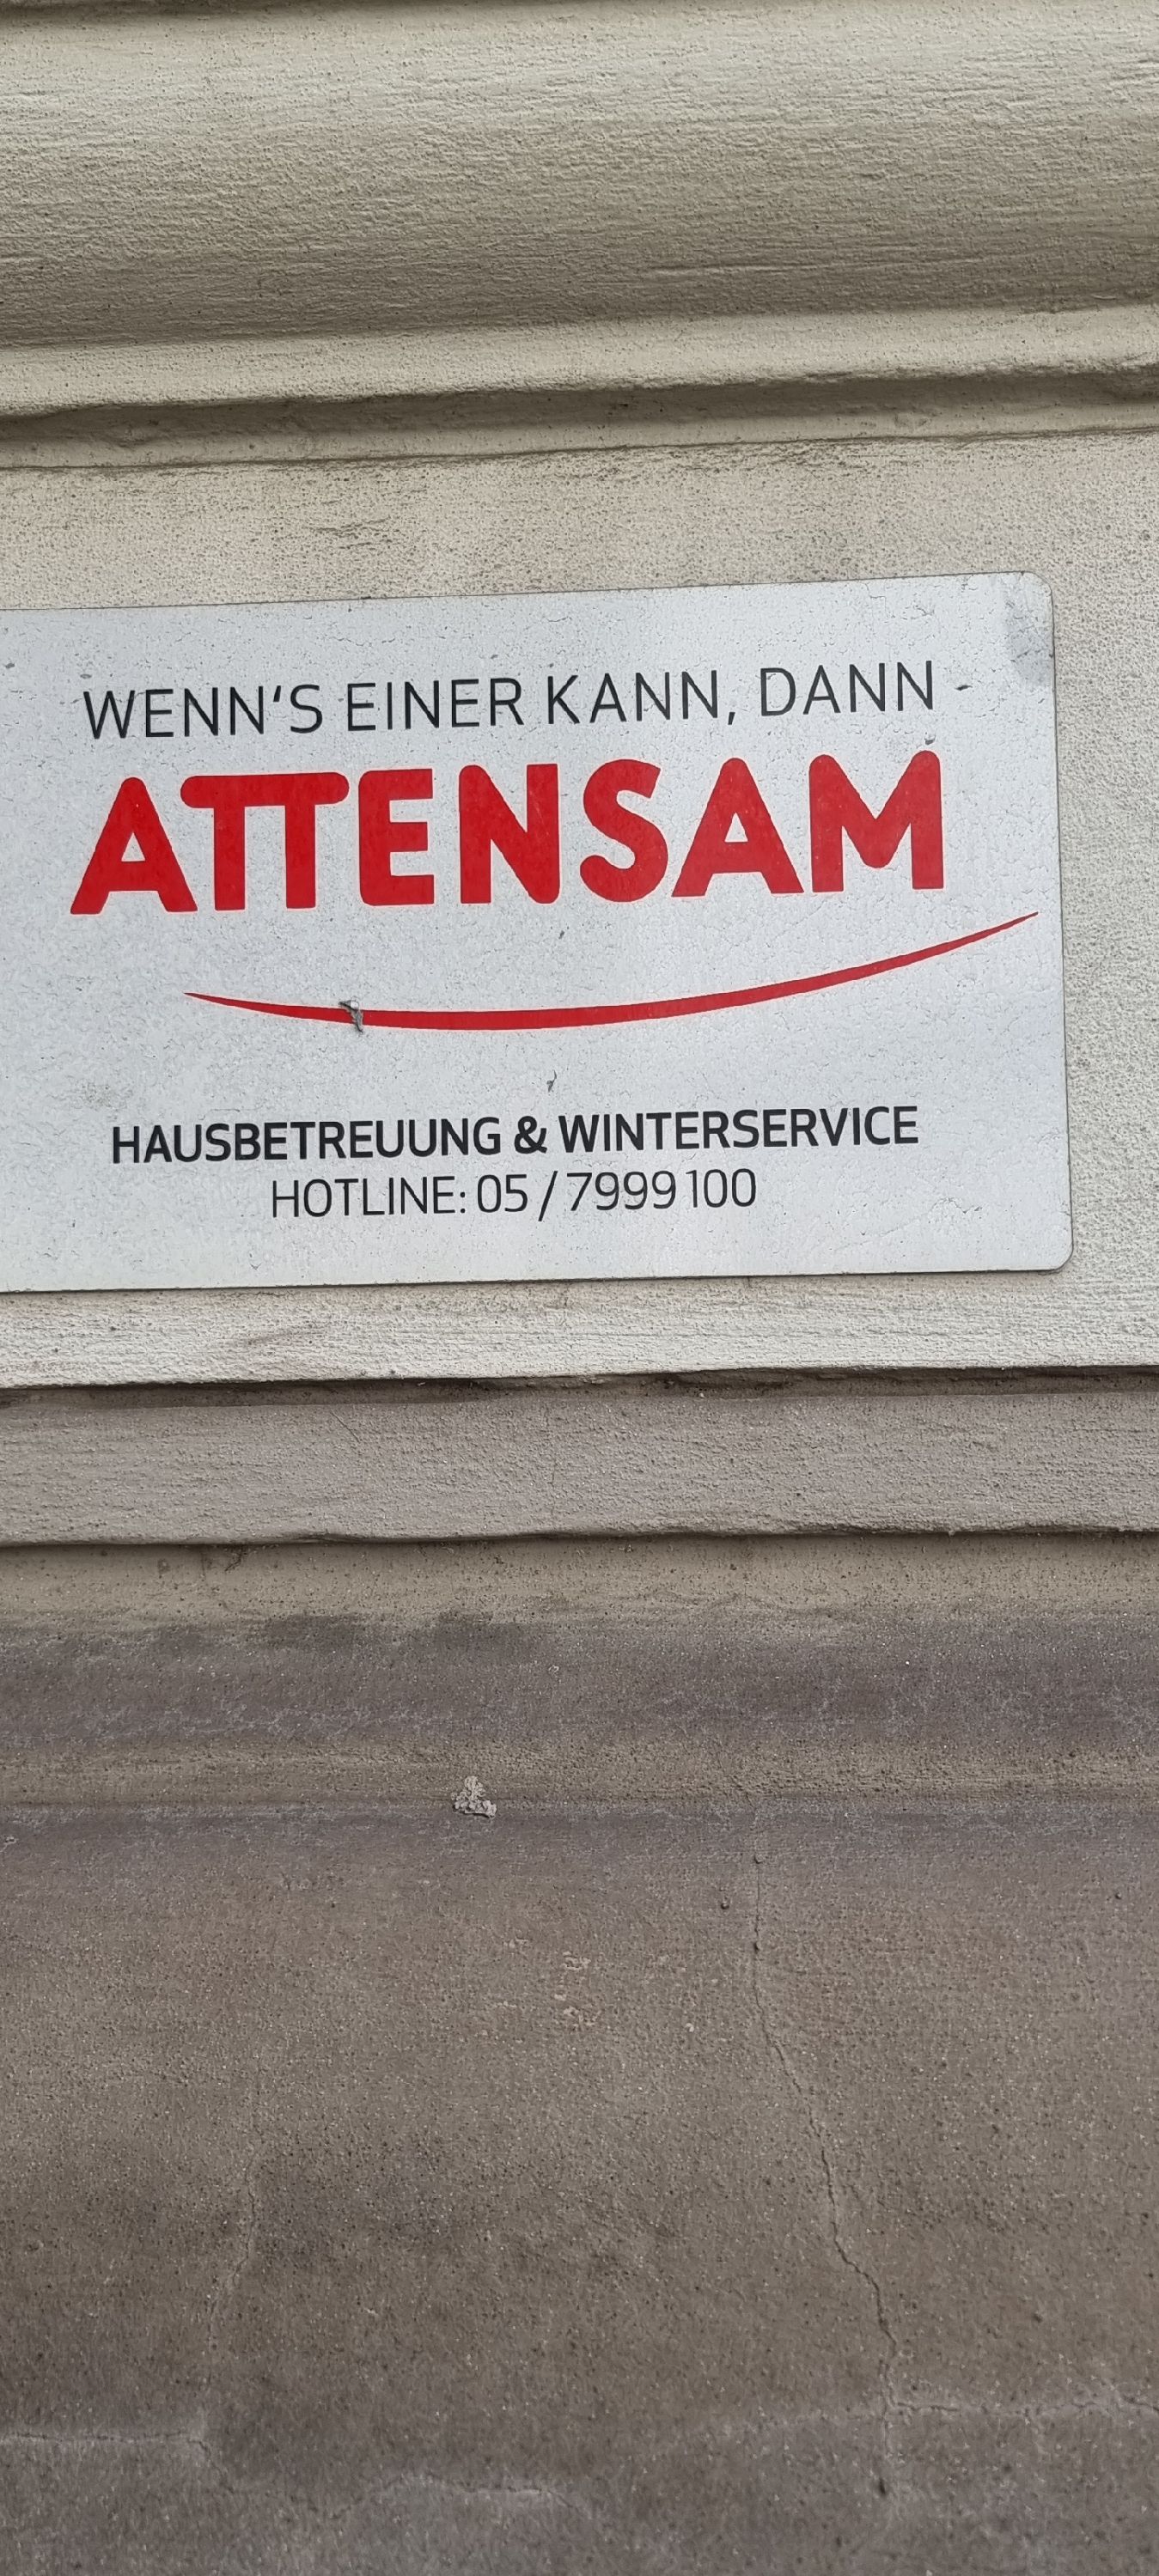 WENN'S EINER KANN, DANN
ATTENSAM
HAUSBETREUUNG & WINTERSERVICE
HOTLINE: 05 / 7999 100